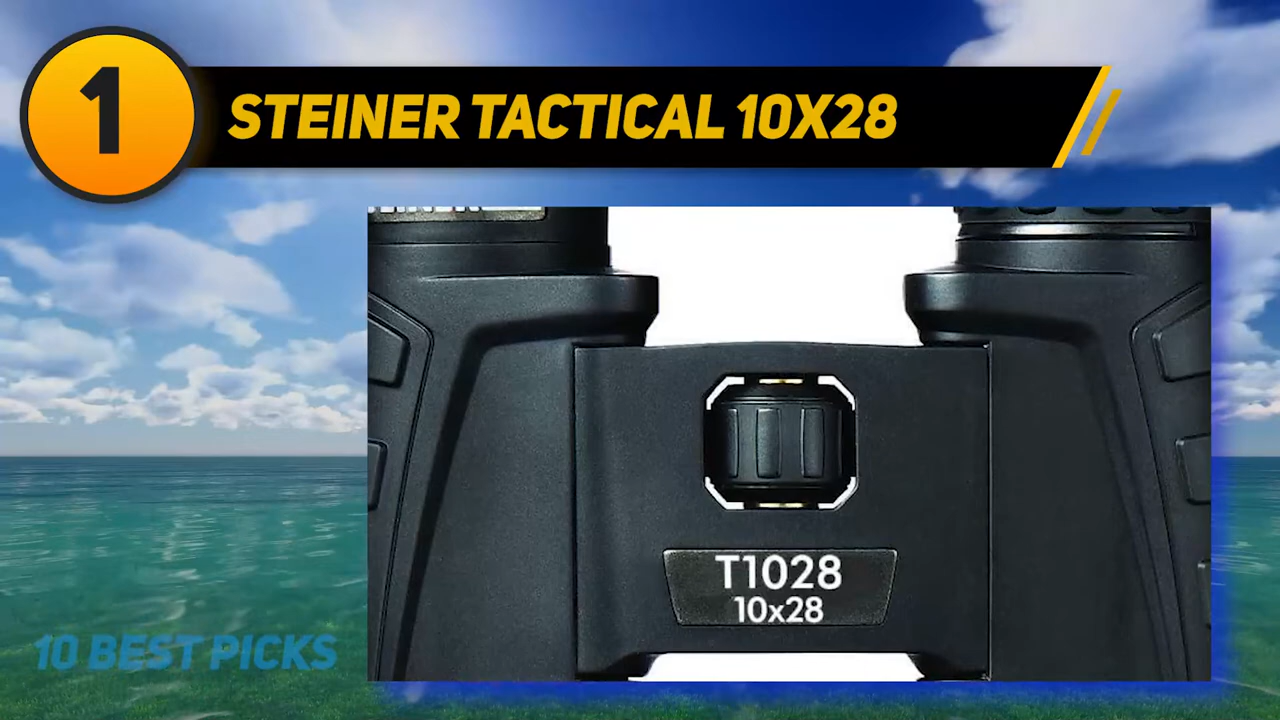 1
STEINER TACTICAL 10X28
T1028
10x28
10 BEST PICKS